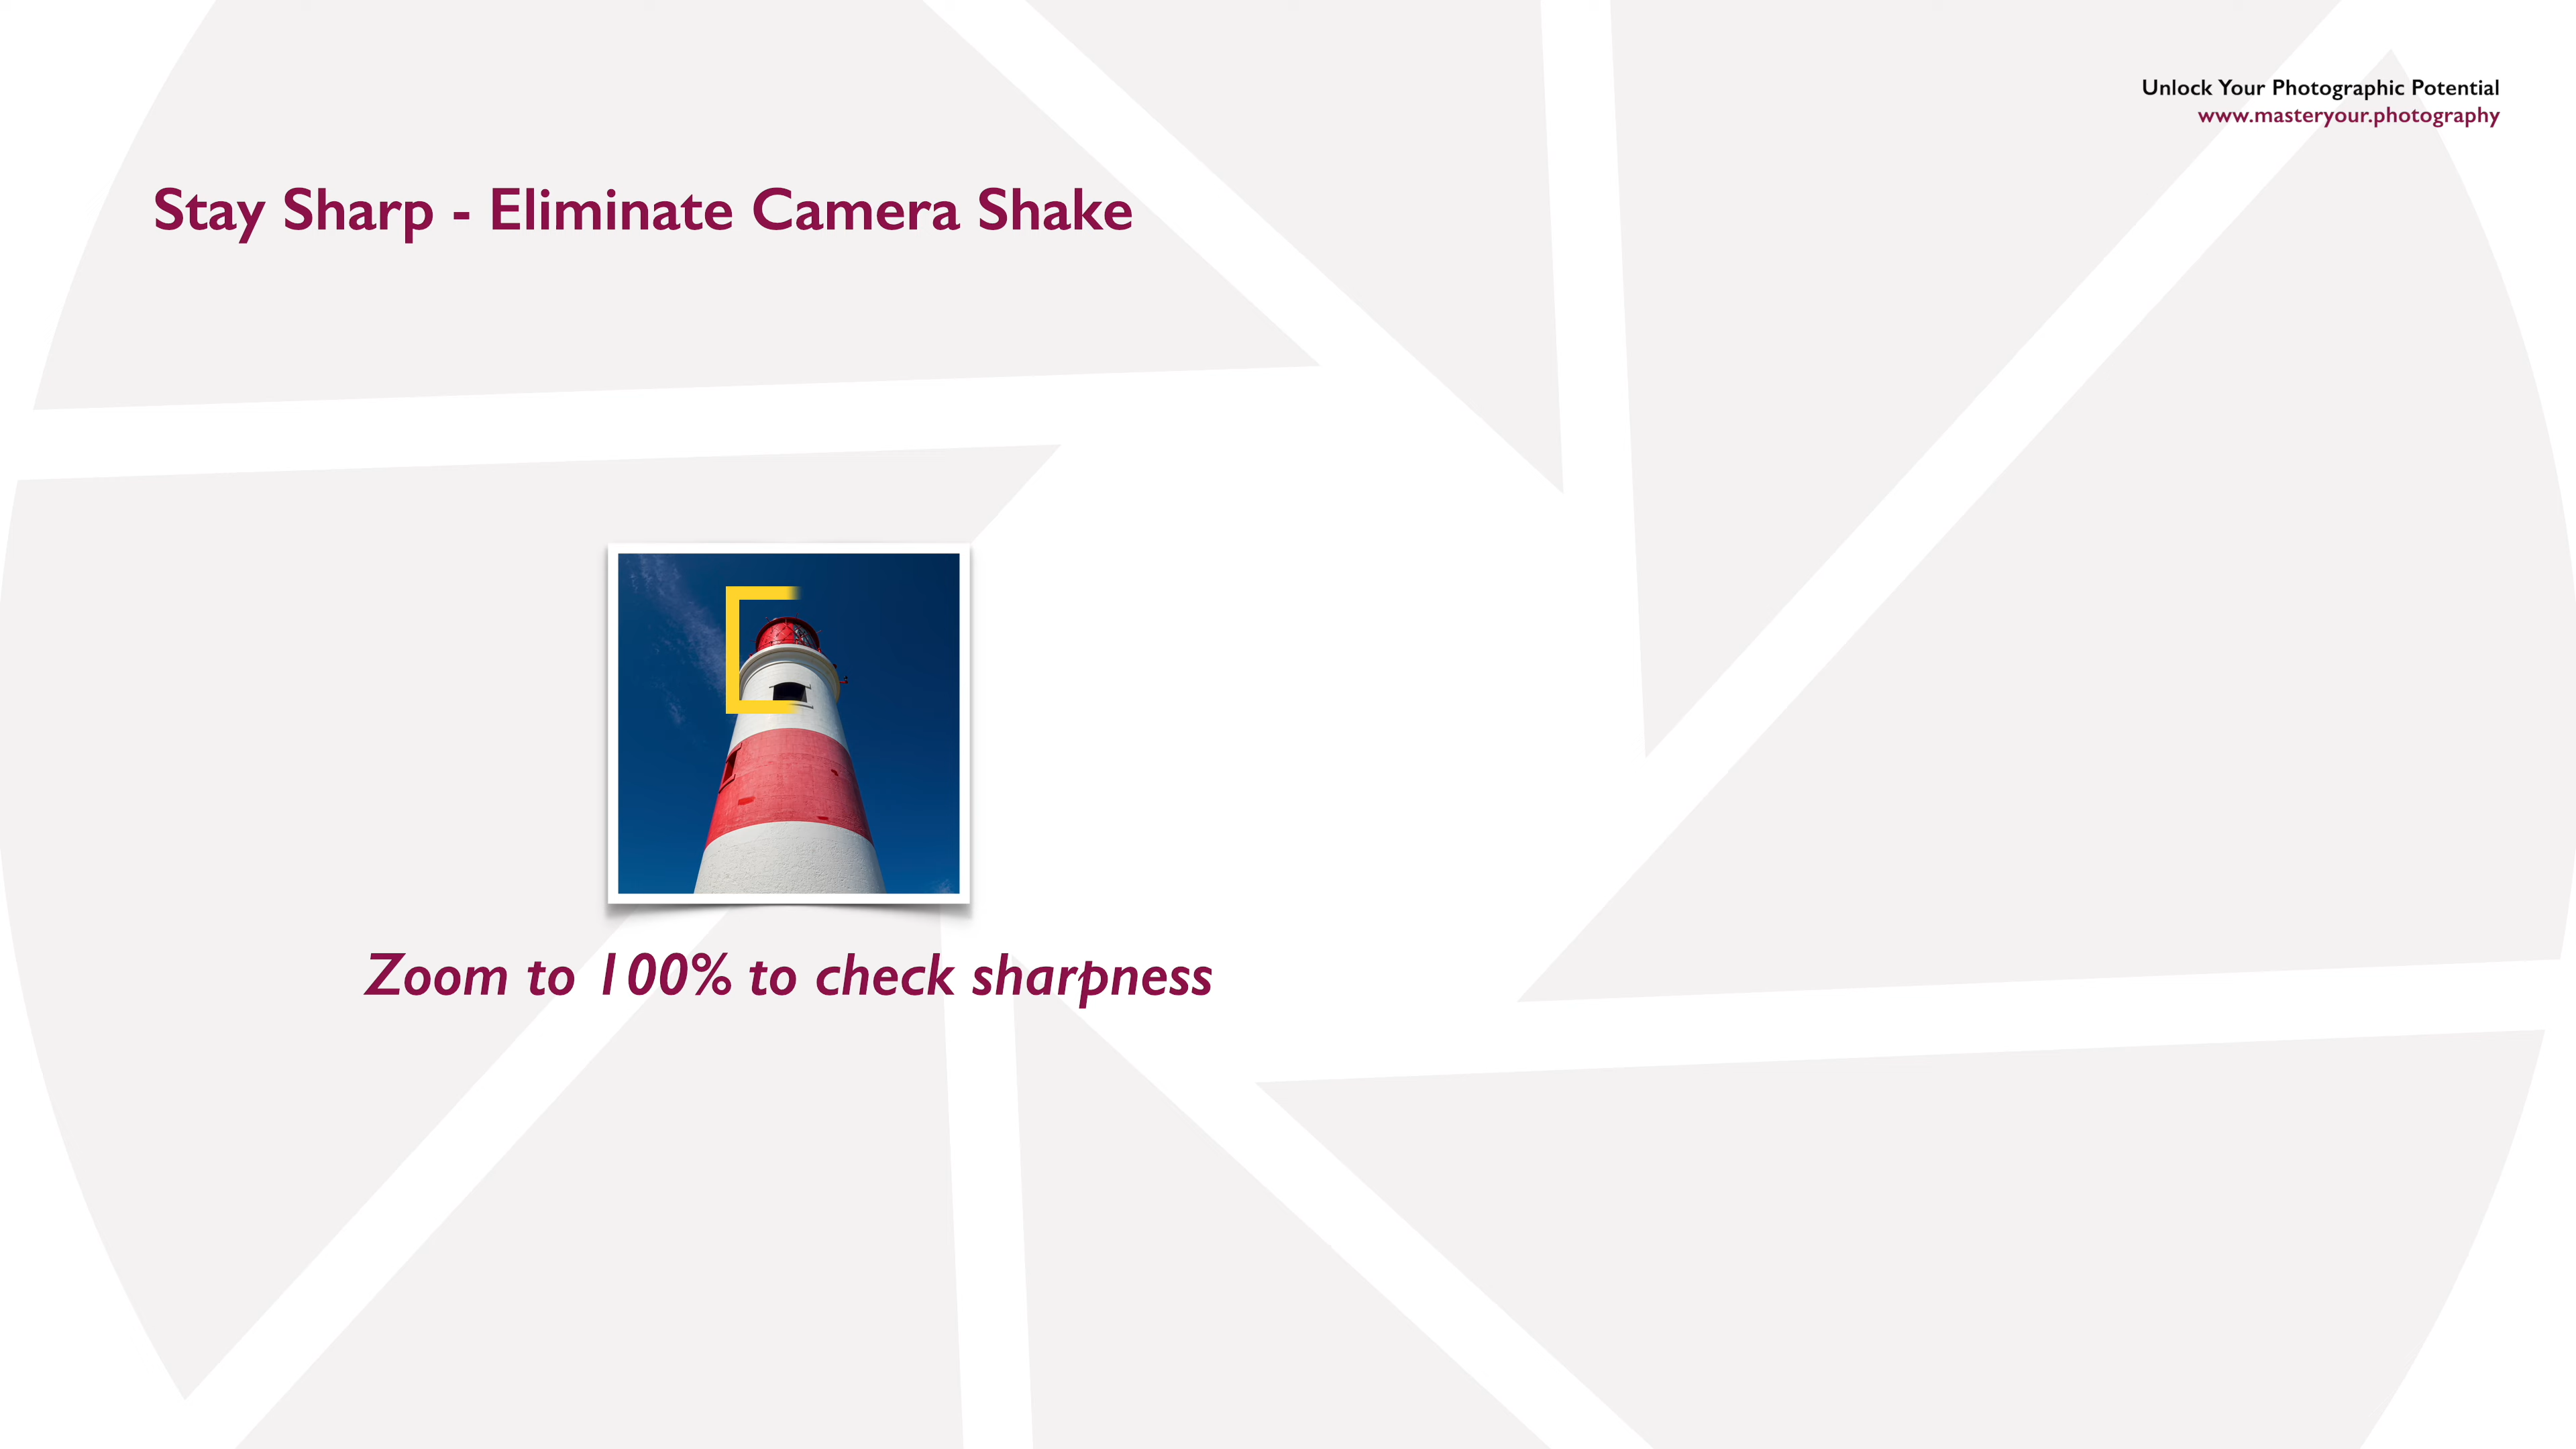 Unlock Your Photographic Potential
www.masteryour.photography
Stay Sharp - Eliminate Camera Shake
Zoom to 100% to check sharpness